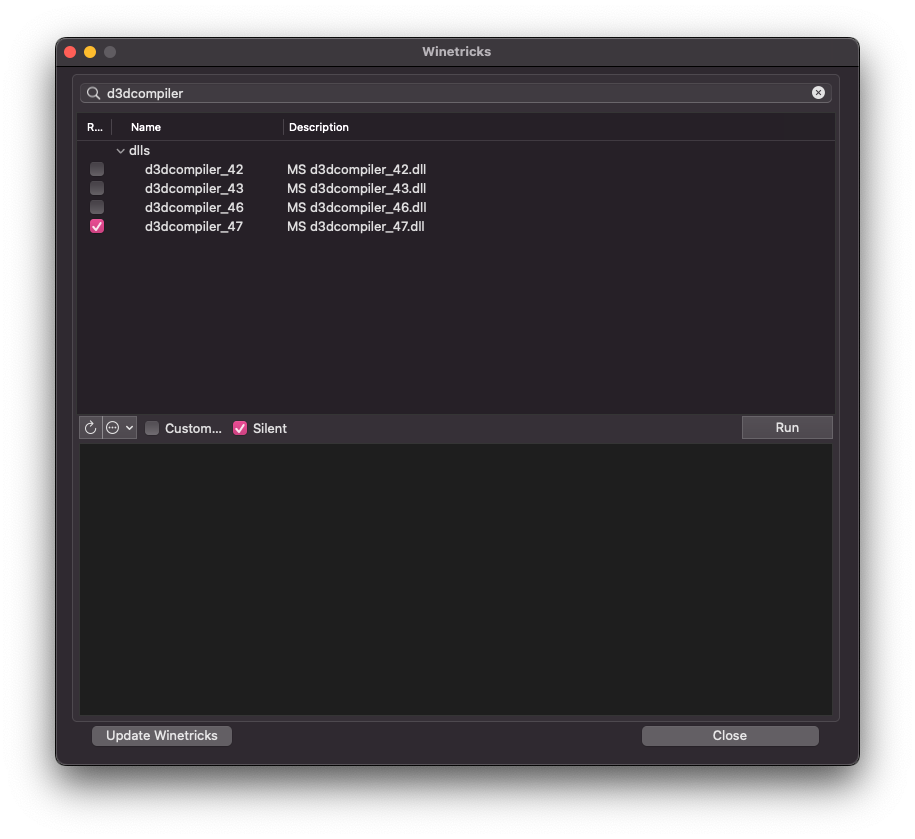 Winetricks
d3dcompiler
R... Name Description
dlls
d3dcompiler_42 MS d3dcompiler_42.dll
d3dcompiler_43 MS d3dcompiler_43.dll
d3dcompiler_46 MS d3dcompiler_46.dll
d3dcompiler_47 MS d3dcompiler_47.dll
Custom... Silent Run
Update Winetricks Close